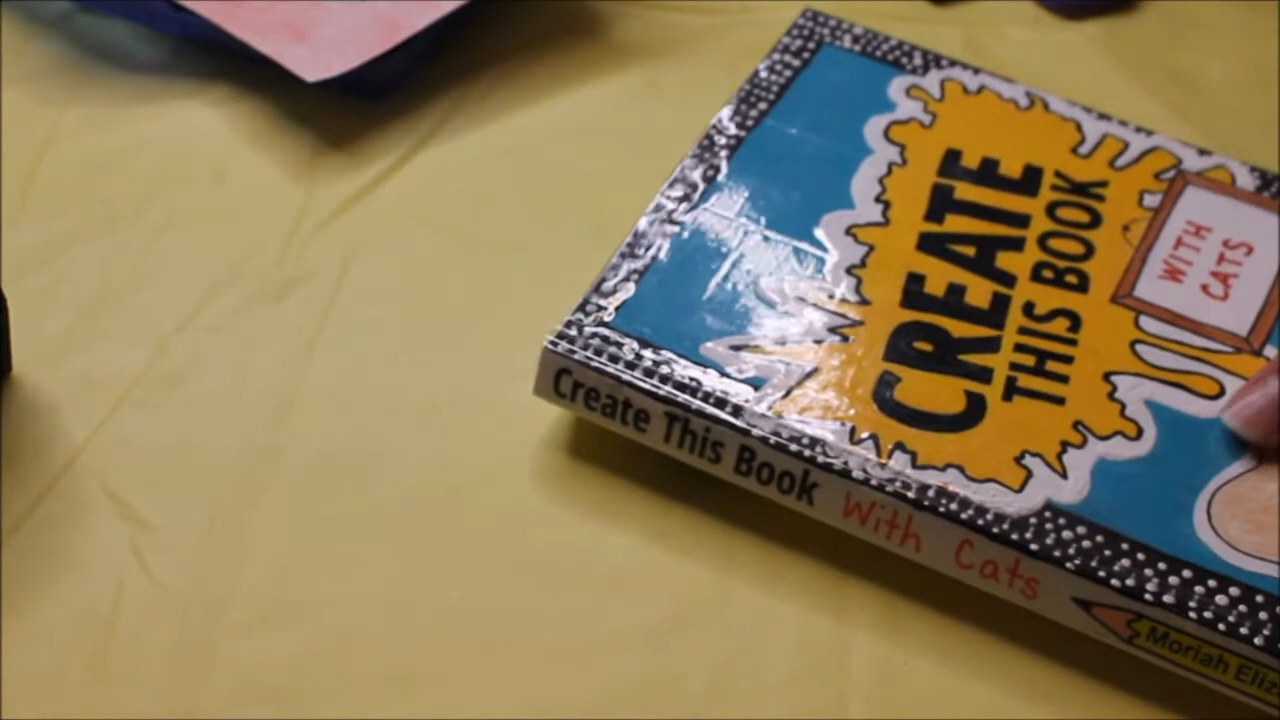 CREATE
THIS BOOK
WITH
CATS
Create This Book With Cats
Moriah Eliz